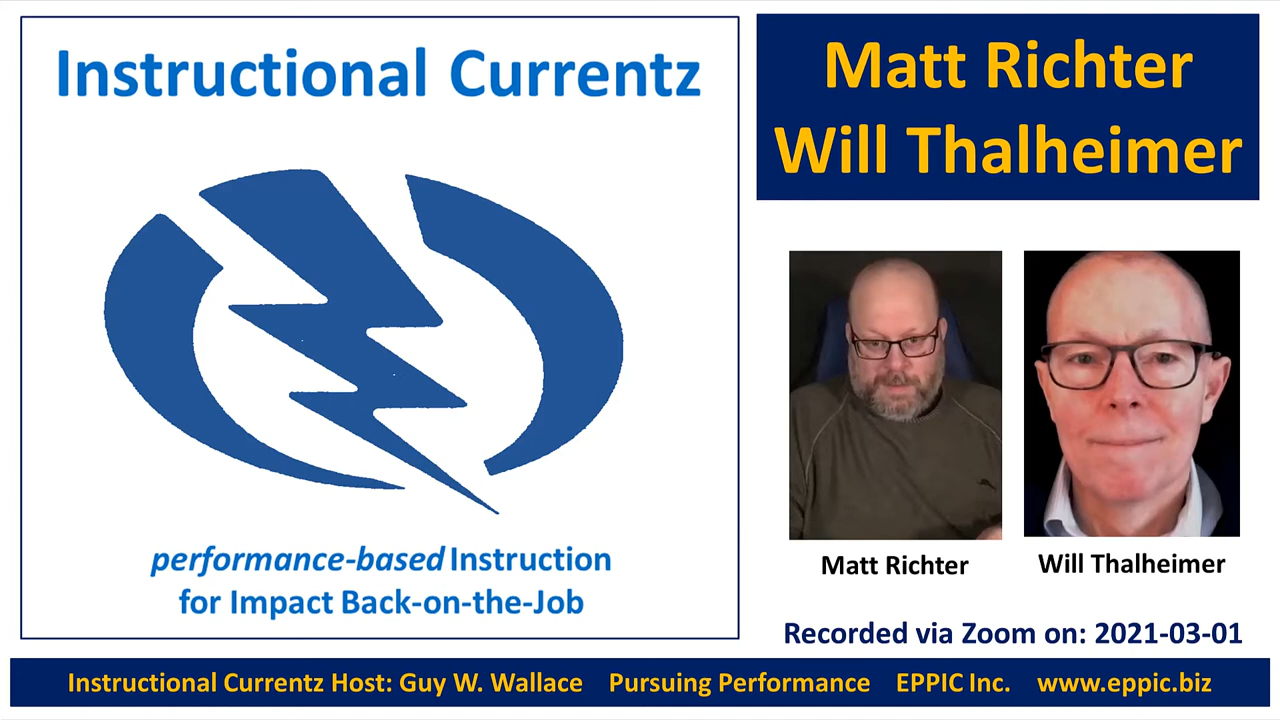 Instructional Currentz
performance-based Instruction
for Impact Back-on-the-Job
Matt Richter
Will Thalheimer
Matt Richter
Will Thalheimer
Recorded via Zoom on: 2021-03-01
Instructional Currentz Host: Guy W. Wallace Pursuing Performance EPPIC Inc. www.eppic.biz